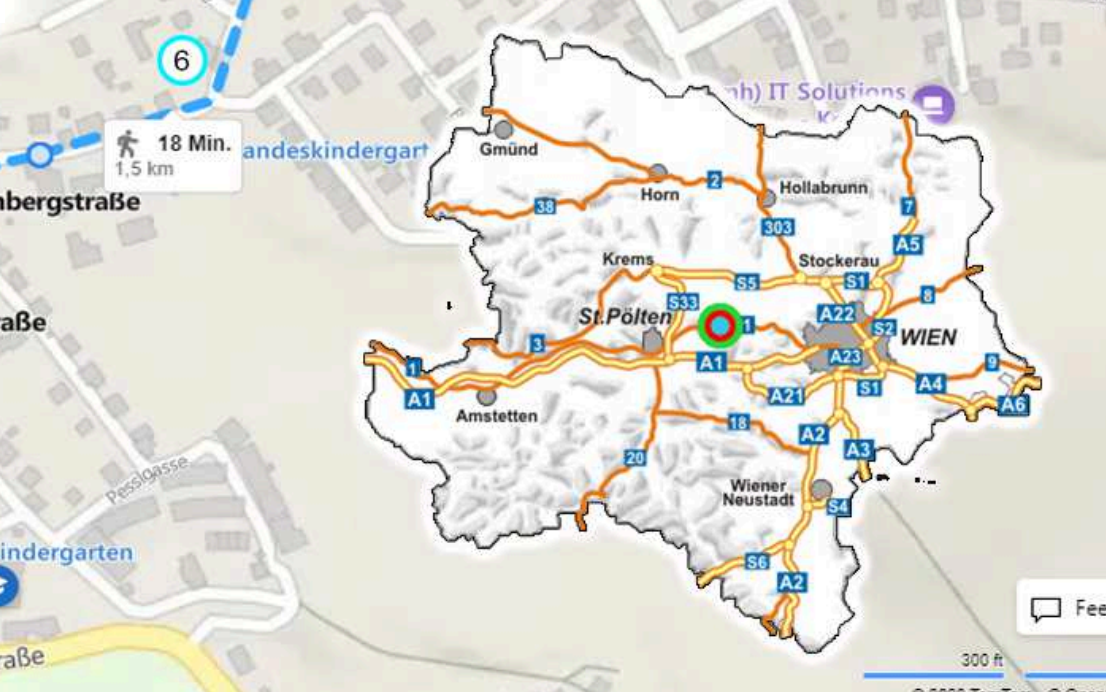 6
18 Min.
1,5 km
andeskindergart
nbergstraße
nh) IT Solutions
Gmünd
Horn
2
Hollabrunn
38
303
7
A5
Krems
Stockerau
S5
S1
8
S33
St.Pölten
A22
S2
WIEN
1
3
A1
A23
1
A1
9
A21
S1
A4
A6
Amstetten
18
A2
A3
20
Wiener
Neustadt
S4
S6
A2
raße
Pesslgasse
indergarten
raße
Fee
300 ft